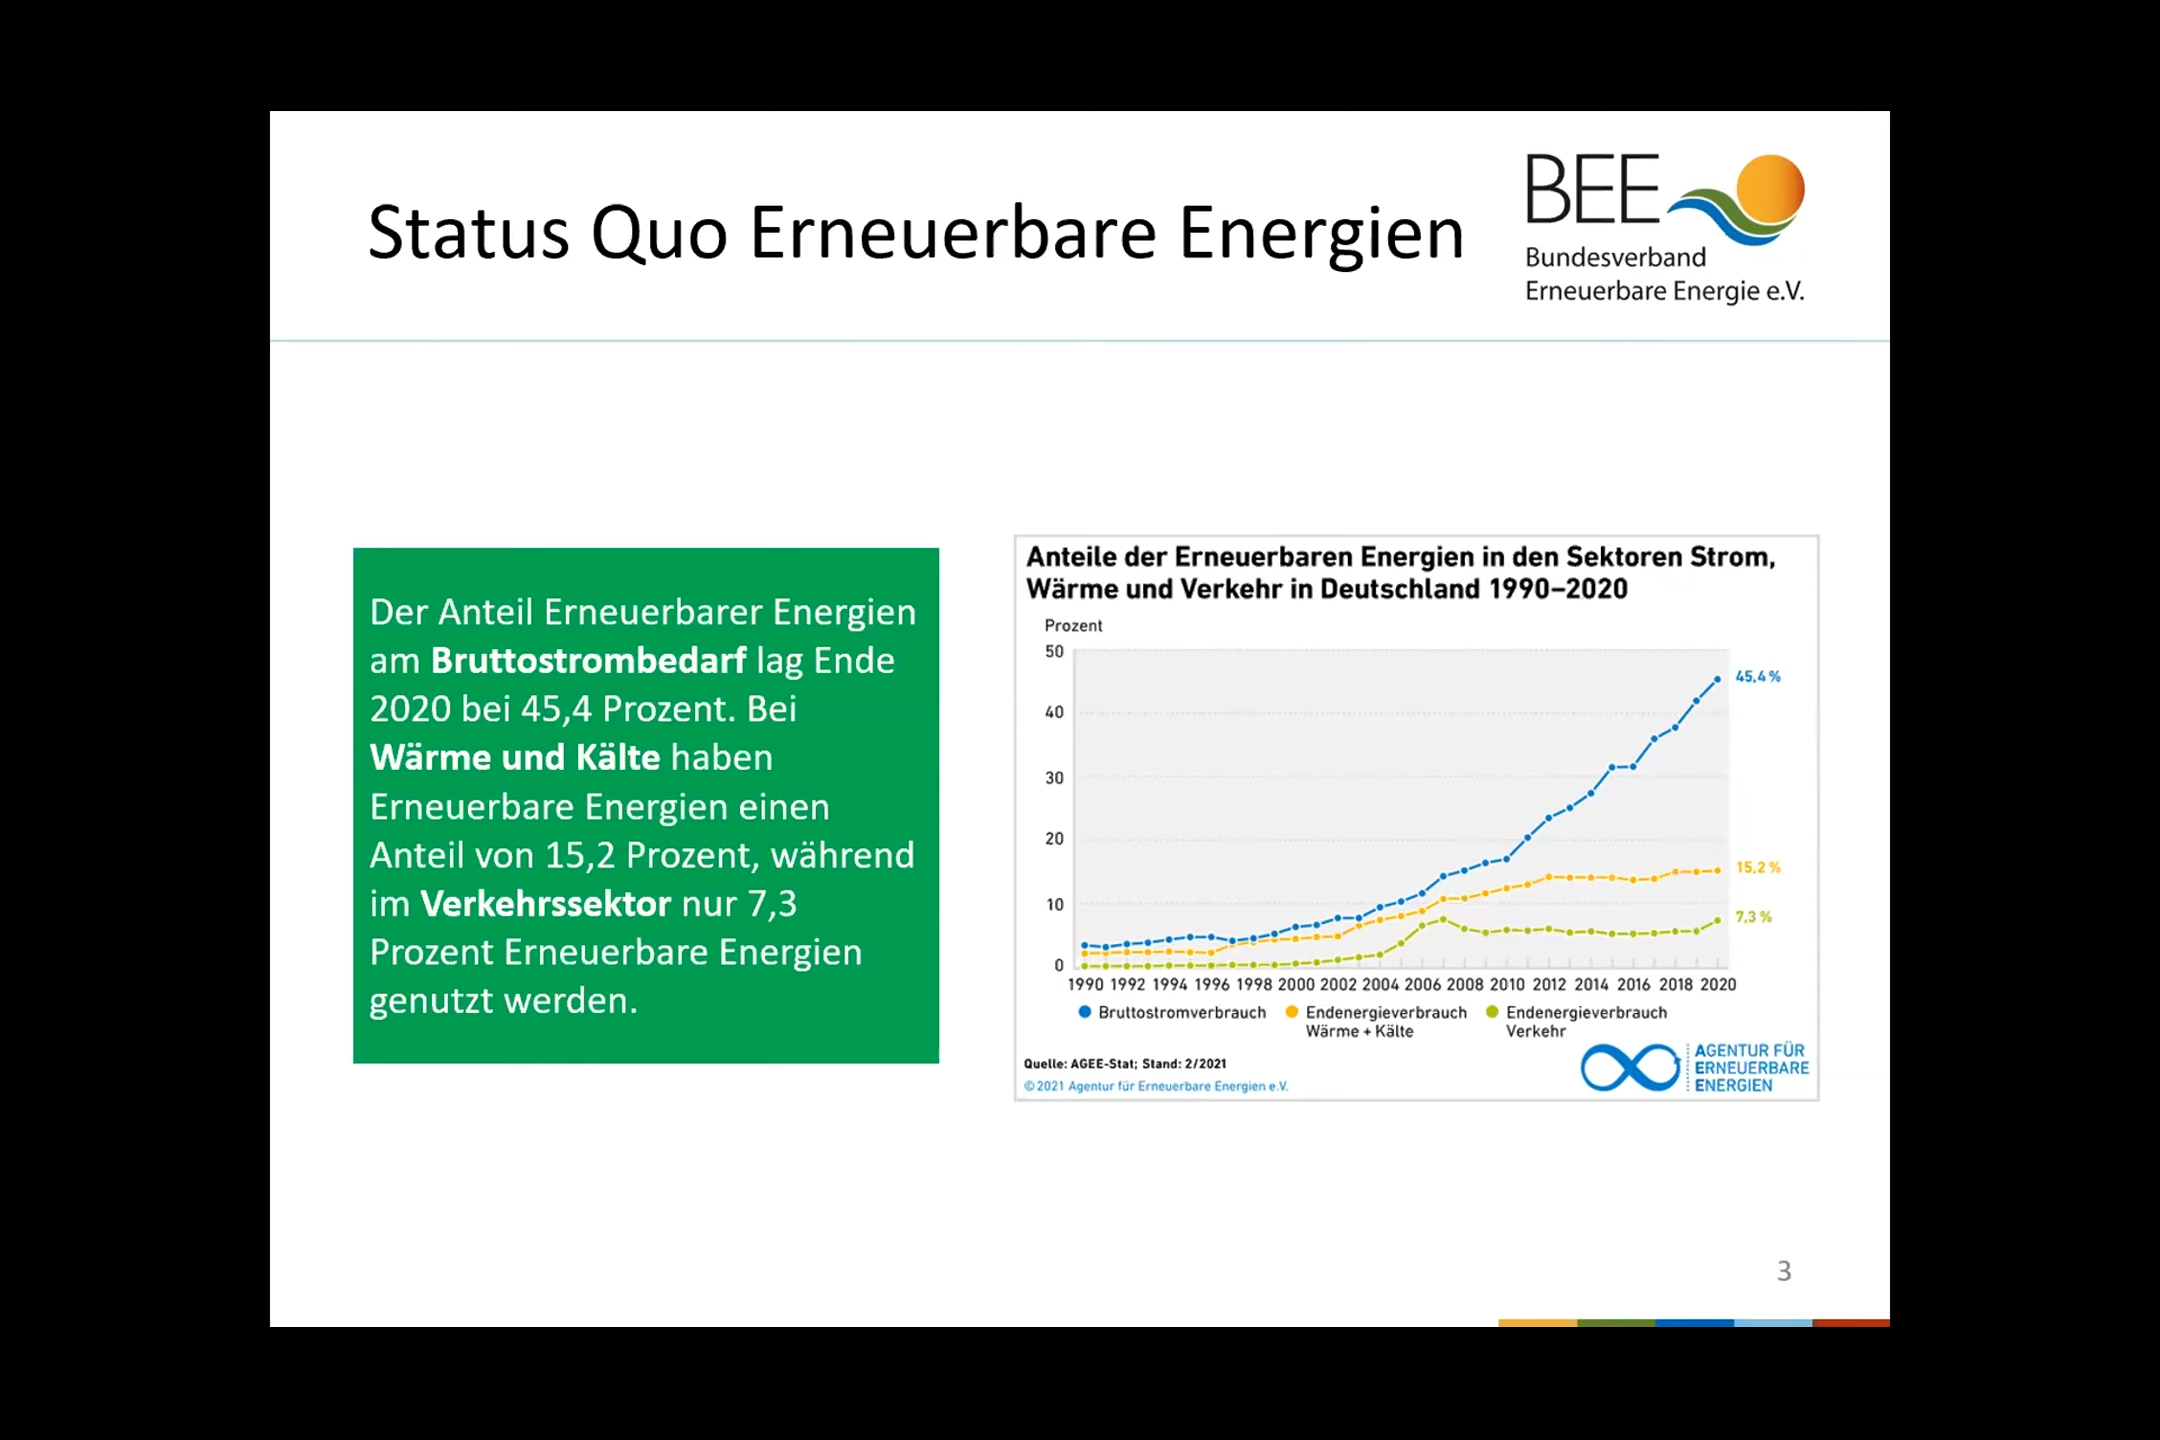 Status Quo Erneuerbare Energien
BEE
Bundesverband
Erneuerbare Energie e.V.
Der Anteil Erneuerbarer Energien
am Bruttostrombedarf lag Ende
2020 bei 45,4 Prozent. Bei
Wärme und Kälte haben
Erneuerbare Energien einen
Anteil von 15,2 Prozent, während
im Verkehrssektor nur 7,3
Prozent Erneuerbare Energien
genutzt werden.
Anteile der Erneuerbaren Energien in den Sektoren Strom,
Wärme und Verkehr in Deutschland 1990–2020
Prozent
50
40
30
20
10
0
45,4 %
15,2 %
7,3 %
1990 1992 1994 1996 1998 2000 2002 2004 2006 2008 2010 2012 2014 2016 2018 2020
Bruttostromverbrauch
Endenergieverbrauch
Wärme + Kälte
Endenergieverbrauch
Verkehr
Quelle: AGEE-Stat; Stand: 2/2021
© 2021 Agentur für Erneuerbare Energien e.V.
AGENTUR FÜR
ERNEUERBARE
ENERGIEN
3